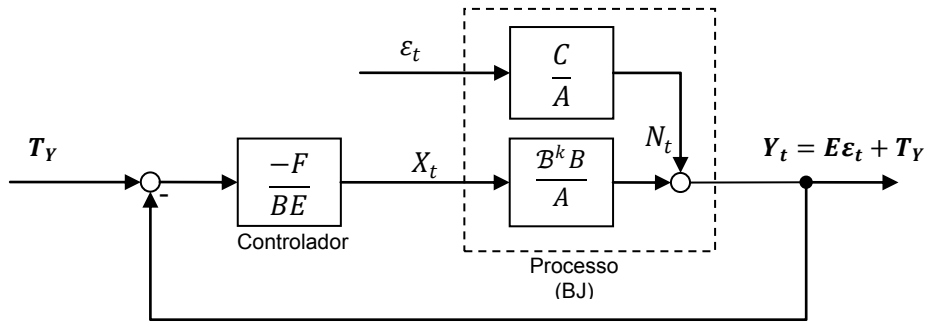 ε_t
C
A
T_Y
-
−F
BE
Controlador
X_t
ℬ^k B
A
N_t
Y_t = Eε_t + T_Y
Processo
(BJ)